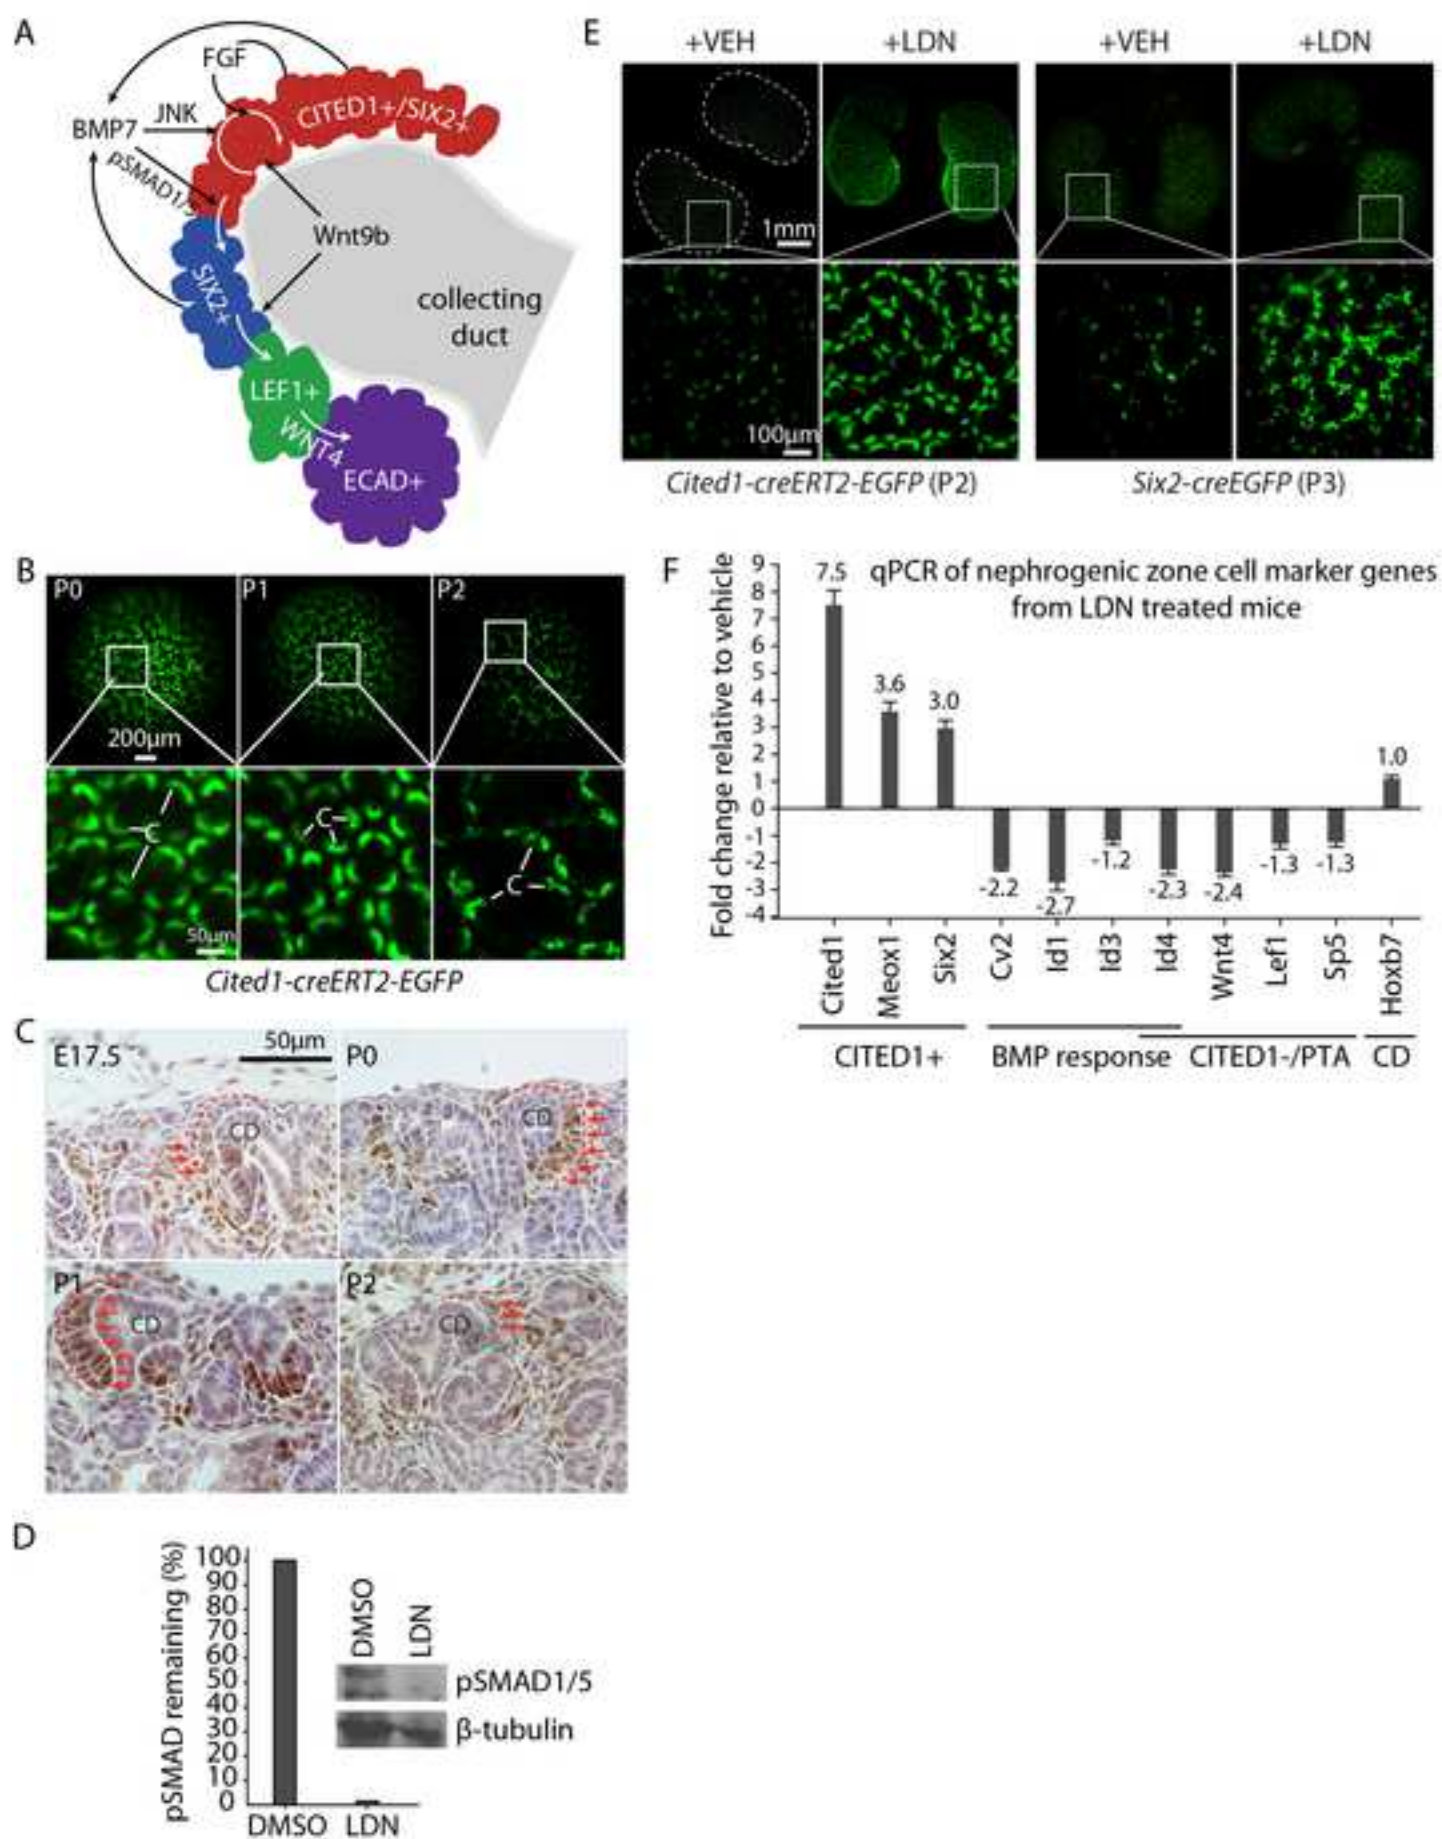 A
FGF
CITED1+/SIX2+
JNK
BMP7
pSMAD1/5
Wnt9b
SIX2+
collecting
duct
LEF1+
WNT4
ECAD+
B
P0
P1
P2
200µm
C
C
C
50µm
Cited1-creERT2-EGFP
C
E17.5
50µm
P0
CD
CD
P1
P2
CD
CD
D
pSMAD remaining (%)
100
90
80
70
60
50
40
30
20
10
0
DMSO
LDN
DMSO
LDN
pSMAD1/5
β-tubulin
E
+VEH
+LDN
+VEH
+LDN
1mm
100µm
Cited1-creERT2-EGFP (P2)
Six2-creEGFP (P3)
F
qPCR of nephrogenic zone cell marker genes
from LDN treated mice
Fold change relative to vehicle
9
8
7
6
5
4
3
2
1
0
-1
-2
-3
-4
7.5
3.6
3.0
-2.2
-2.7
-1.2
-2.3
-2.4
-1.3
-1.3
1.0
Cited1
Meox1
Six2
Cv2
Id1
Id3
Id4
Wnt4
Lef1
Sp5
Hoxb7
CITED1+
BMP response
CITED1-/PTA
CD